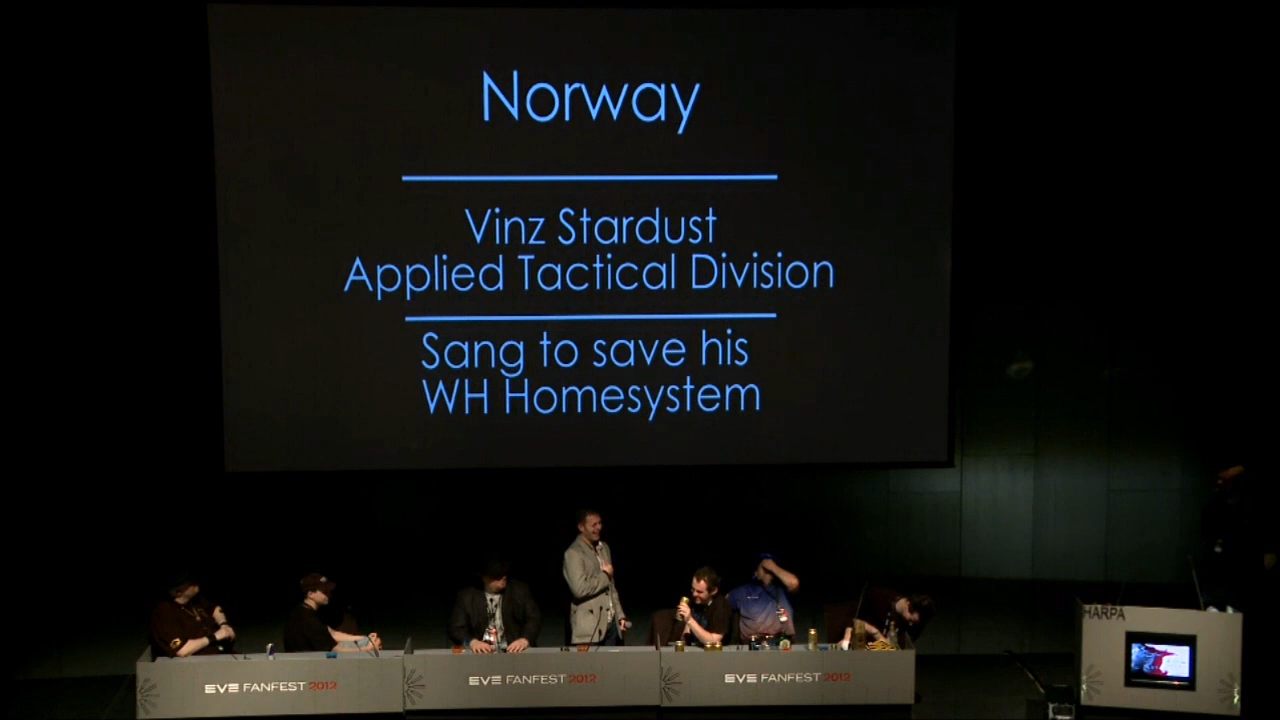 Norway
Vinz Stardust
Applied Tactical Division
Sang to save his
WH Homesystem
EVE FANFEST 2012
EVE FANFEST 2012
EVE FANFEST 2012
HARPA